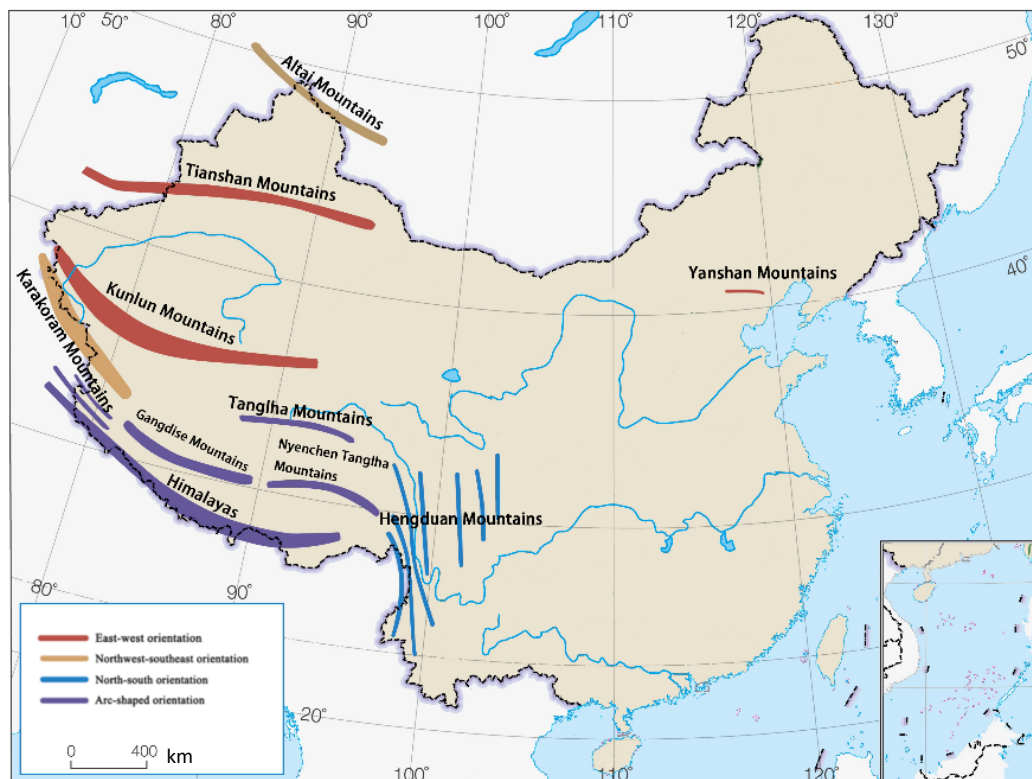 10° 50° 80° 90° 100° 110° 120° 130°
50°
Altai Mountains
Tianshan Mountains
40°
Yanshan Mountains
Karakoram Mountains
Kunlun Mountains
30°
Tanglha Mountains
Gangdise Mountains
Nyenchen Tanglha
Mountains
Himalayas
Hengduan Mountains
80°
90°
20°
100°
110°
120°
East-west orientation
Northwest-southeast orientation
North-south orientation
Arc-shaped orientation
0 400 km